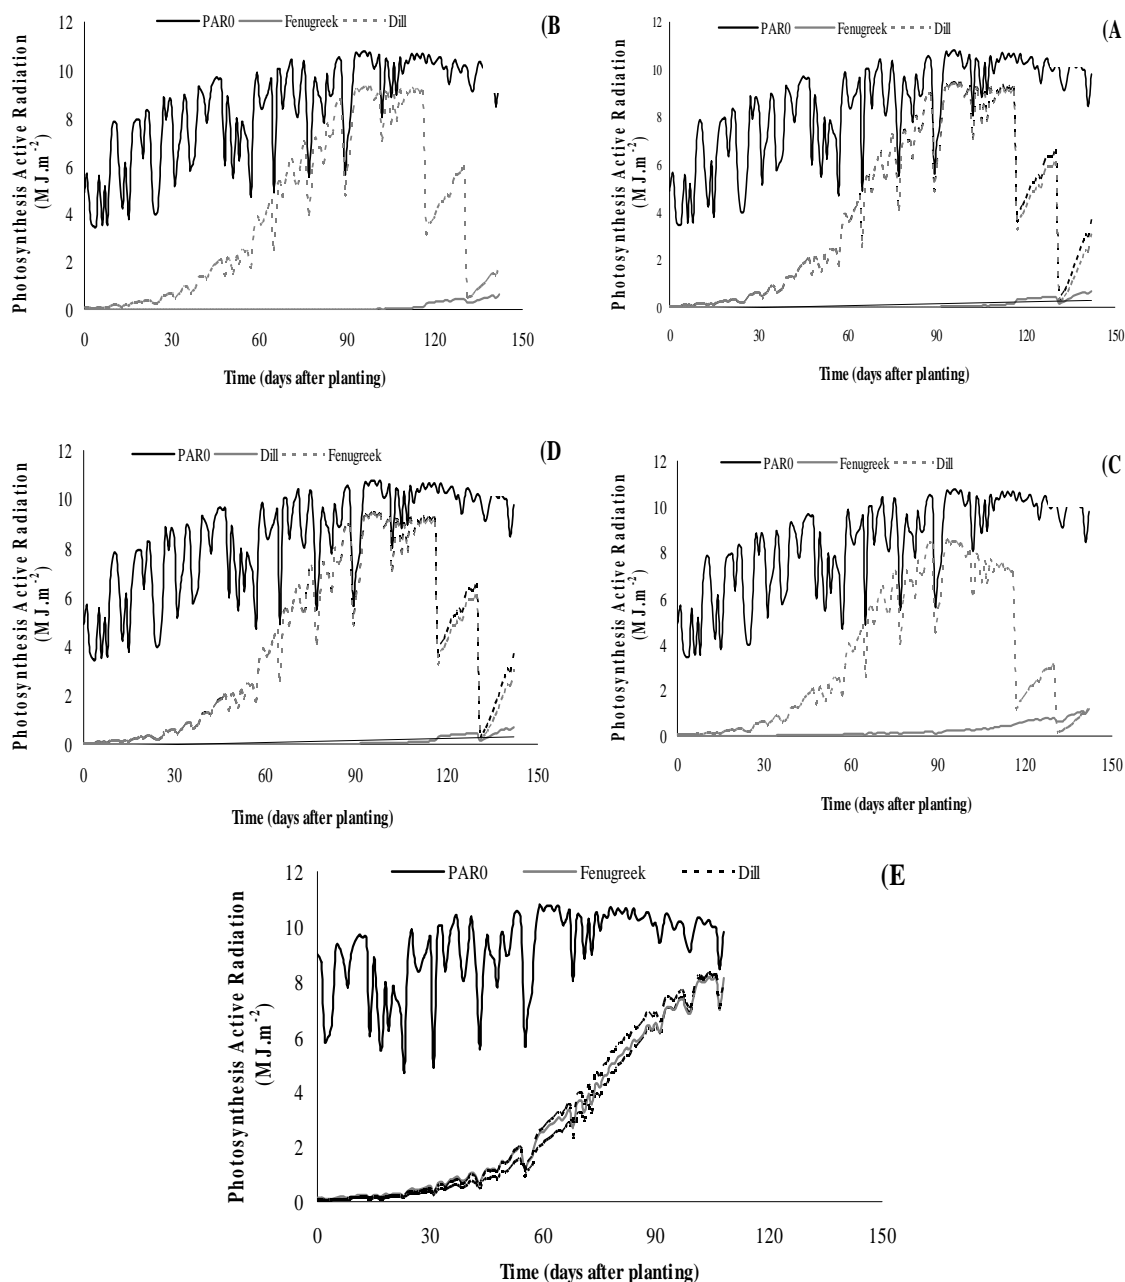 PAR0 Fenugreek Dill
(B
Photosynthesis Active Radiation
(MJ.m-2)
12
10
8
6
4
2
0
0 30 60 90 120 150
Time (days after planting)
PAR0 Fenugreek Dill
(A
Photosynthesis Active Radiation
(MJ.m-2)
12
10
8
6
4
2
0
0 30 60 90 120 150
Time (days after planting)
PAR0 Dill Fenugreek
(D
Photosynthesis Active Radiation
(MJ.m-2)
12
10
8
6
4
2
0
0 30 60 90 120 150
Time (days after planting)
PAR0 Fenugreek Dill
(C
Photosynthesis Active Radiation
(MJ.m-2)
12
10
8
6
4
2
0
0 30 60 90 120 150
Time (days after planting)
PAR0 Fenugreek Dill
(E
Photosynthesis Active Radiation
(MJ.m-2)
12
10
8
6
4
2
0
0 30 60 90 120 150
Time (days after planting)